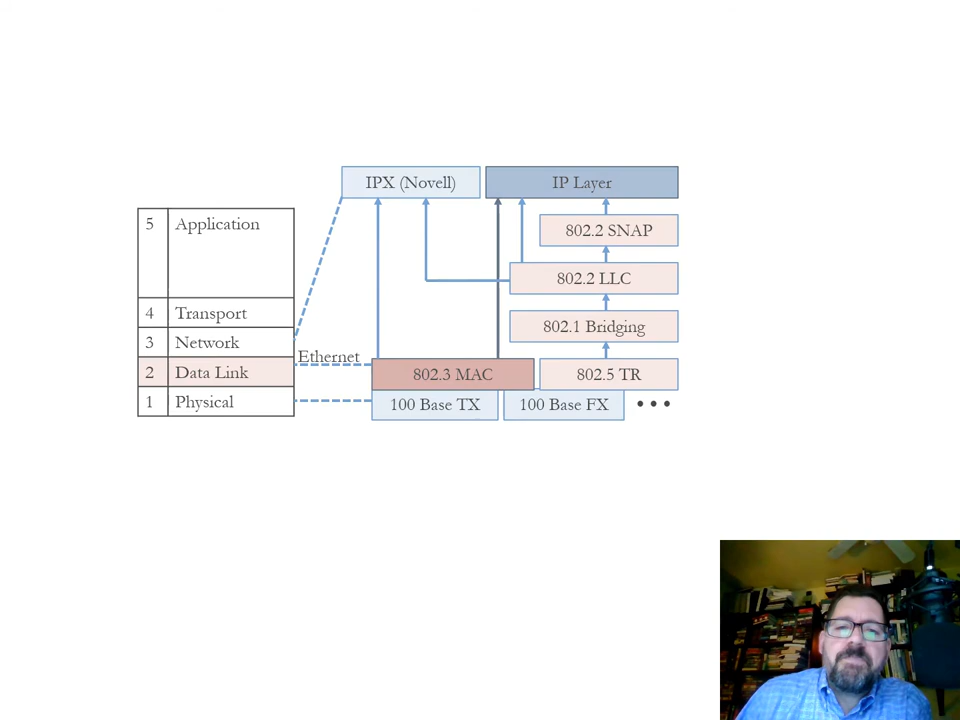 IPX (Novell)
IP Layer
5 Application
802.2 SNAP
802.2 LLC
4 Transport
802.1 Bridging
3 Network
Ethernet
2 Data Link
802.3 MAC
802.5 TR
1 Physical
100 Base TX
100 Base FX
• • •